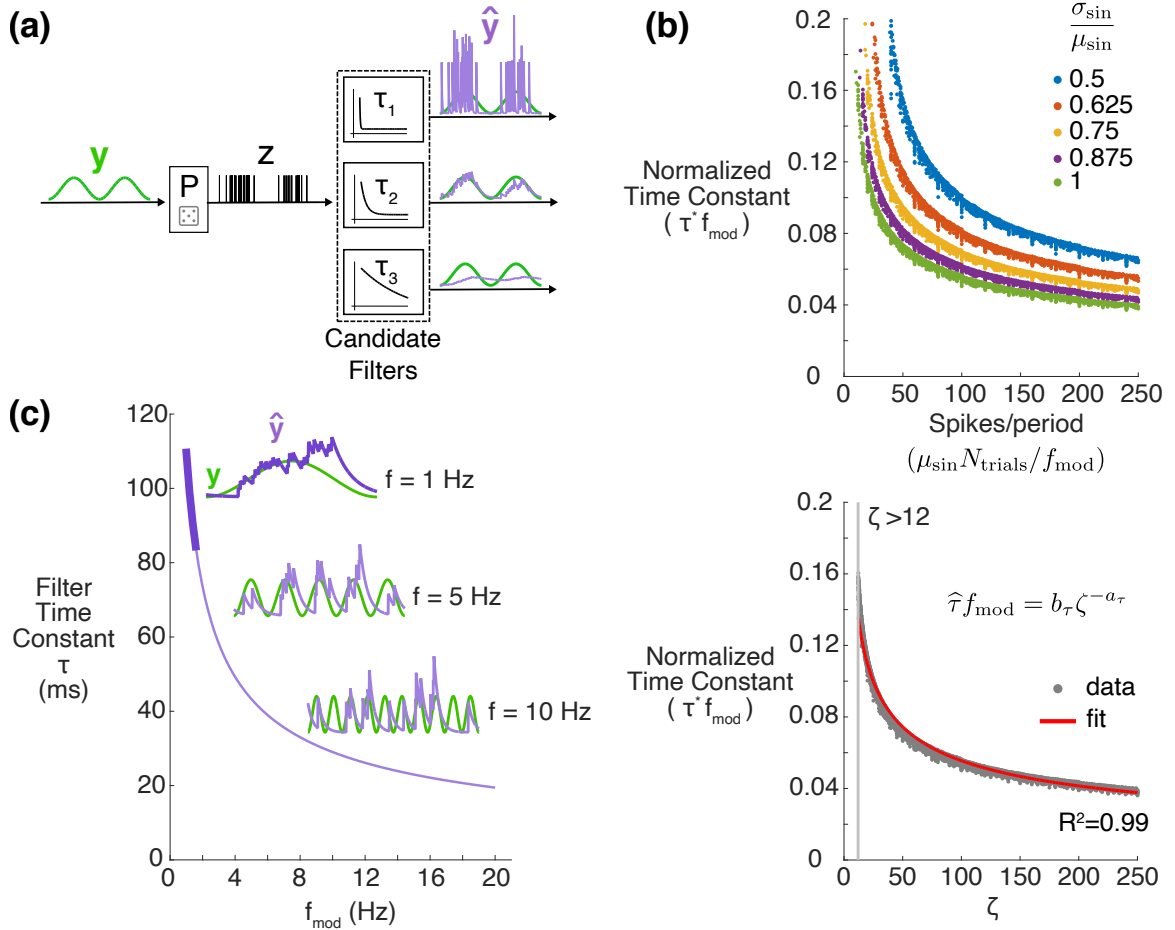 (a)
y
P
z
τ1
τ2
τ3
ŷ
Candidate
Filters
(b)
Normalized
Time Constant
( τ* fmod)
0.2
0.16
0.12
0.08
0.04
0
0 50 100 150 200 250
Spikes/period
(μsin Ntrials/fmod)
σsin
μsin
0.5
0.625
0.75
0.875
1
(c)
Filter
Time
Constant
τ
(ms)
120
100
80
60
40
20
0
0 4 8 12 16 20
fmod (Hz)
ŷ
y
f = 1 Hz
f = 5 Hz
f = 10 Hz
Normalized
Time Constant
( τ* fmod)
0.2
0.16
0.12
0.08
0.04
0
0 50 100 150 200 250
ζ
ζ >12
τ̂ fmod = bτ ζ^−aτ
data
fit
R²=0.99